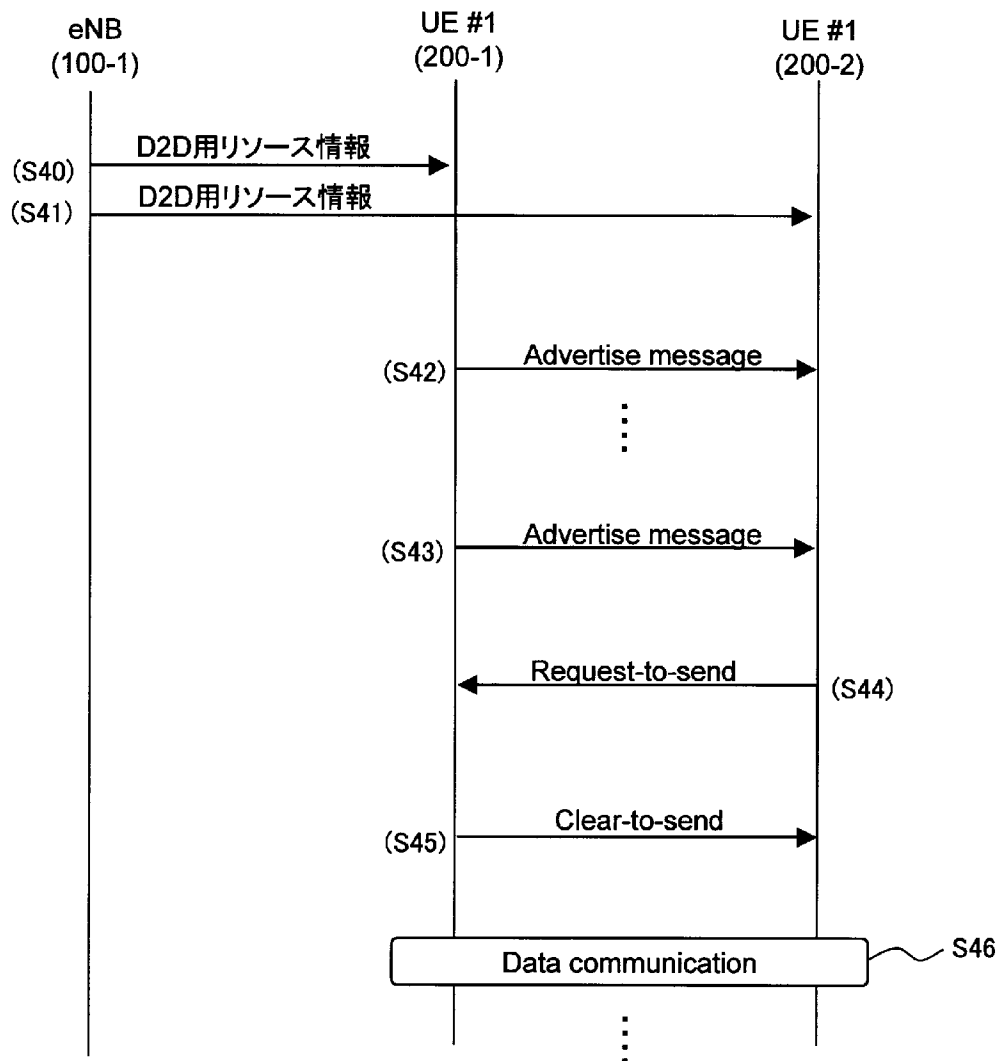 eNB
(100-1)
UE #1
(200-1)
UE #1
(200-2)
D2D用リソース情報
(S40)
D2D用リソース情報
(S41)
Advertise message
(S42)
Advertise message
(S43)
Request-to-send
(S44)
Clear-to-send
(S45)
Data communication
S46